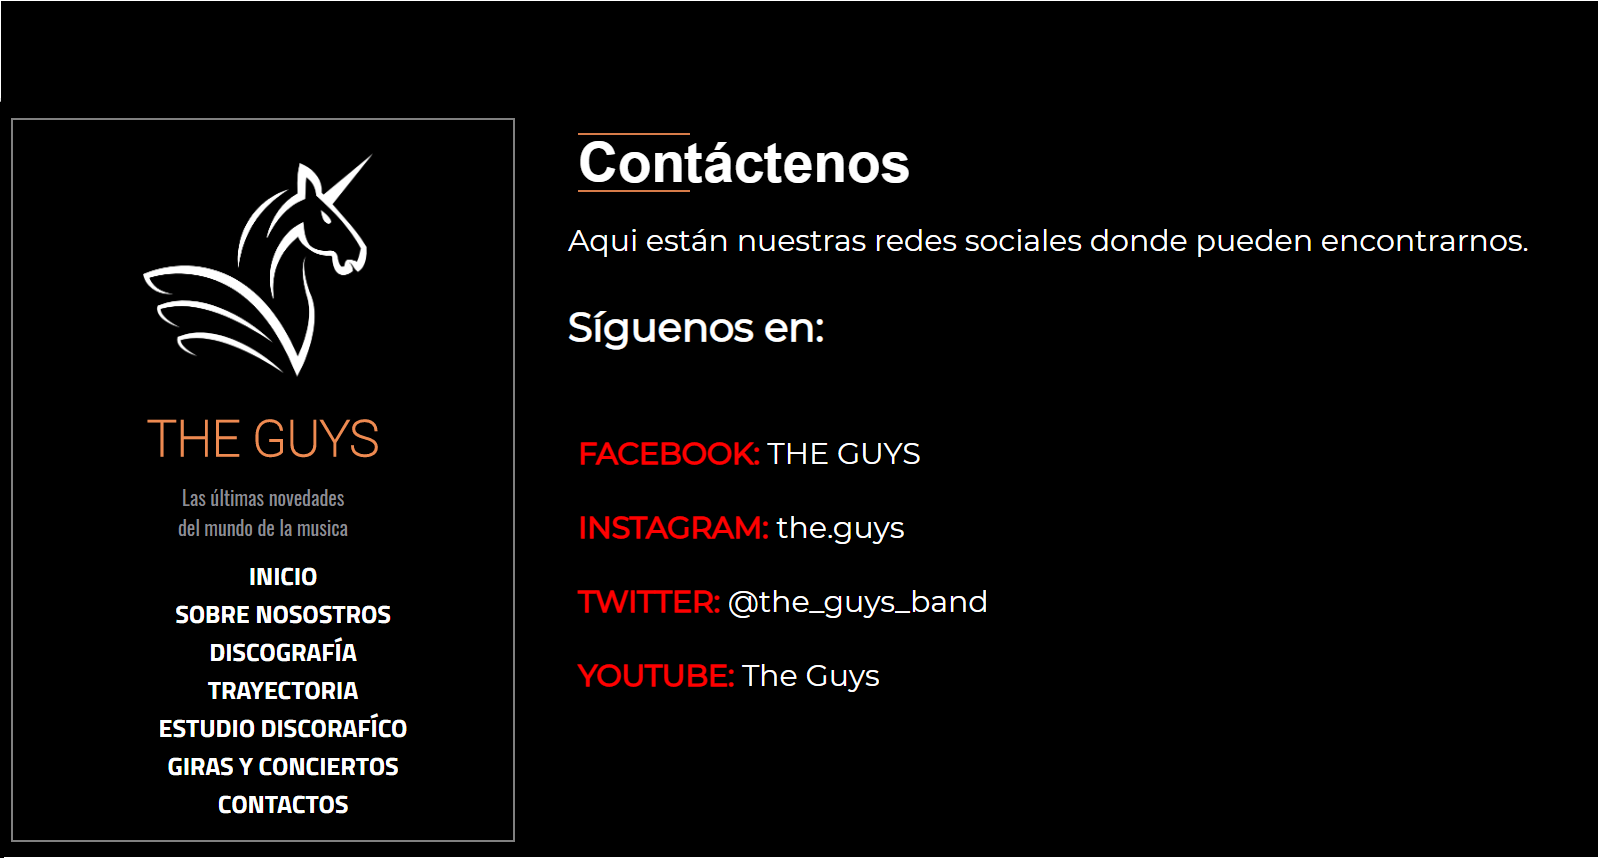 THE GUYS
Las últimas novedades
del mundo de la musica
INICIO
SOBRE NOSOSTROS
DISCOGRAFÍA
TRAYECTORIA
ESTUDIO DISCORAFÍCO
GIRAS Y CONCIERTOS
CONTACTOS
Contáctenos
Aqui están nuestras redes sociales donde pueden encontrarnos.
Síguenos en:
FACEBOOK: THE GUYS
INSTAGRAM: the.guys
TWITTER: @the_guys_band
YOUTUBE: The Guys